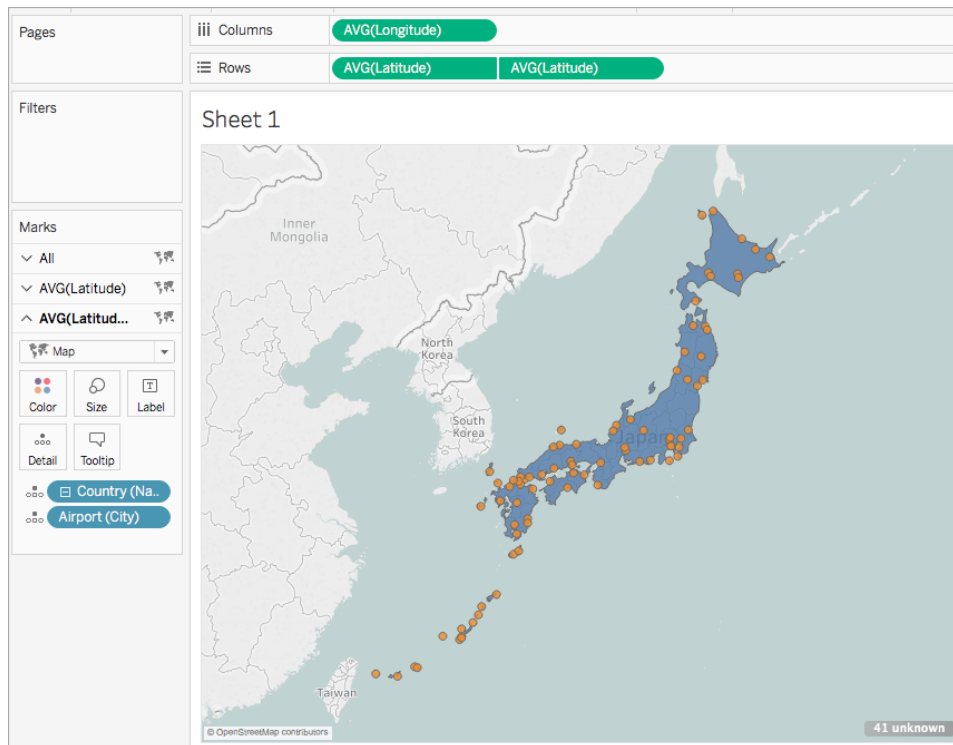 Pages
Columns
AVG(Longitude)
Rows
AVG(Latitude)
AVG(Latitude)
Filters
Sheet 1
Marks
All
AVG(Latitude)
AVG(Latitud...
Map
Color
Size
Label
Detail
Tooltip
Country (Na..
Airport (City)
Inner
Mongolia
North
Korea
South
Korea
Japan
Taiwan
© OpenStreetMap contributors
41 unknown